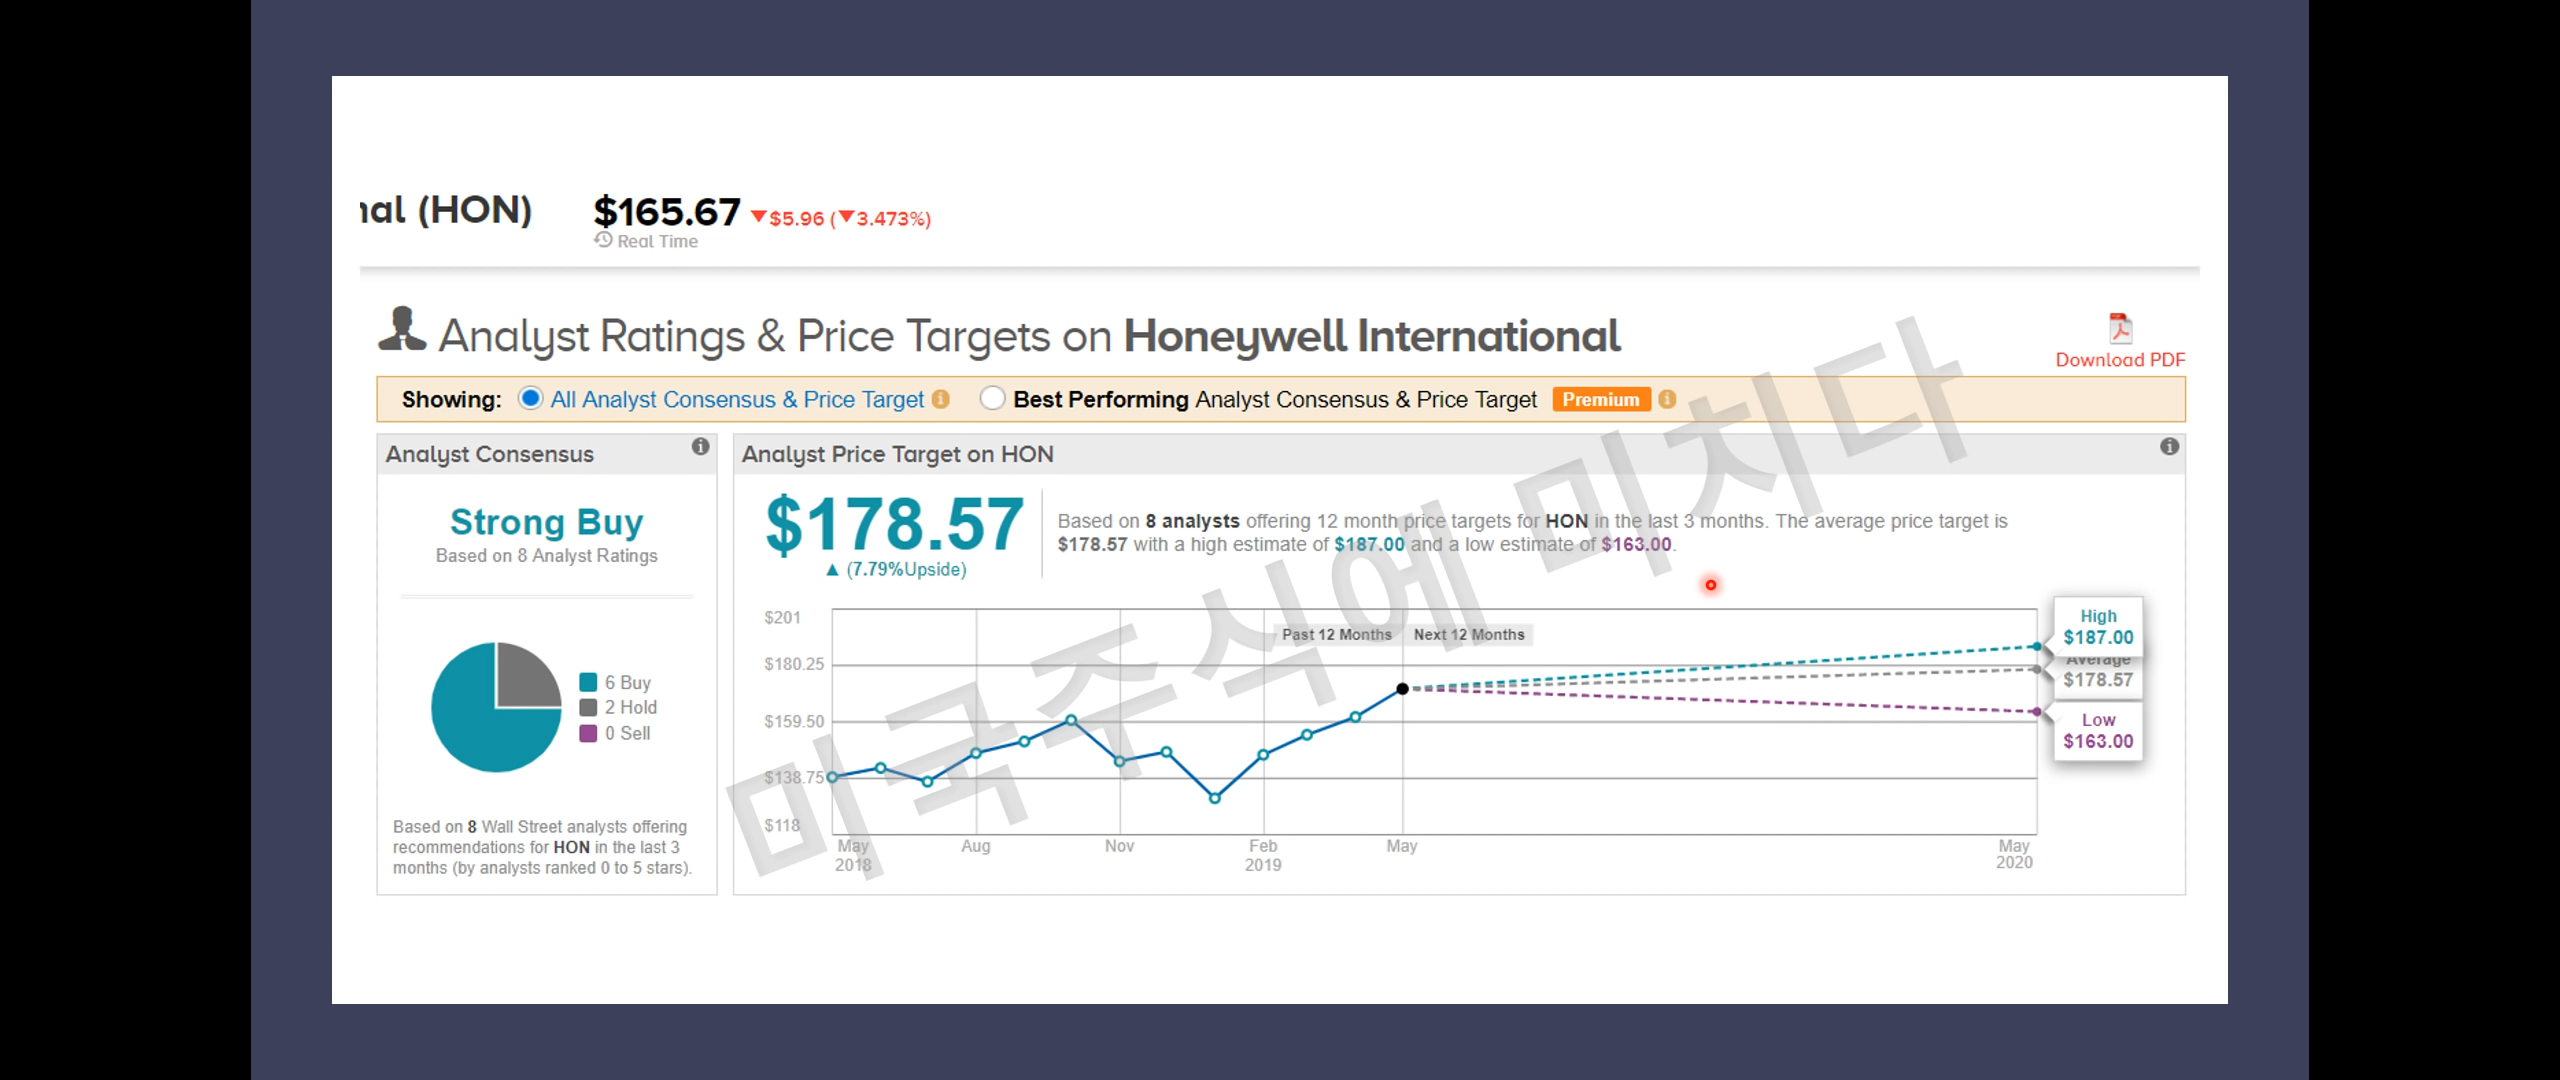 nal (HON)
$165.67 ▼$5.96 (▼3.473%)
Real Time
Analyst Ratings & Price Targets on Honeywell International
Download PDF
Showing: All Analyst Consensus & Price Target Best Performing Analyst Consensus & Price Target Premium
Analyst Consensus
Strong Buy
Based on 8 Analyst Ratings
6 Buy
2 Hold
0 Sell
Based on 8 Wall Street analysts offering
recommendations for HON in the last 3
months (by analysts ranked 0 to 5 stars).
Analyst Price Target on HON
$178.57
▲ (7.79%Upside)
Based on 8 analysts offering 12 month price targets for HON in the last 3 months. The average price target is
$178.57 with a high estimate of $187.00 and a low estimate of $163.00.
$201
$180.25
$159.50
$138.75
$118
Past 12 Months Next 12 Months
High
$187.00
Average
$178.57
Low
$163.00
May Aug Nov Feb May May
2018 2019 2020
미국주식에 미치다